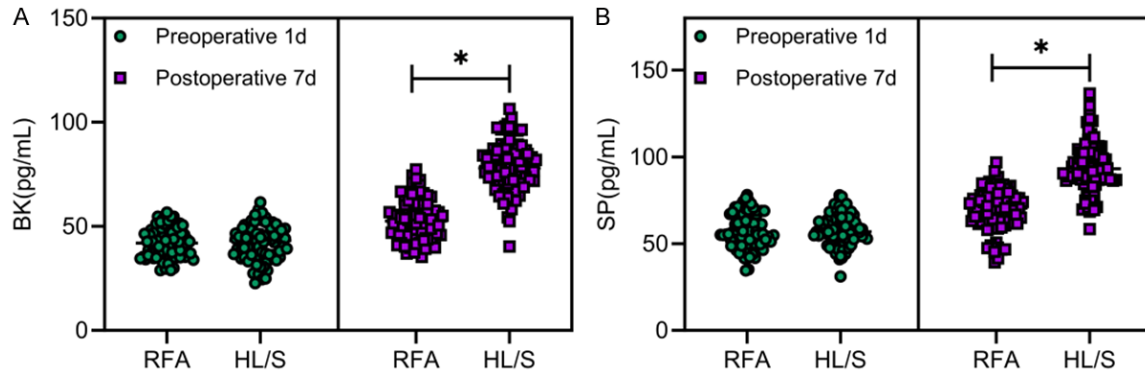 A
BK(pg/mL)
150
100
50
0
Preoperative 1d
Postoperative 7d
*
RFA
HL/S
RFA
HL/S
B
SP(pg/mL)
150
100
50
0
Preoperative 1d
Postoperative 7d
*
RFA
HL/S
RFA
HL/S